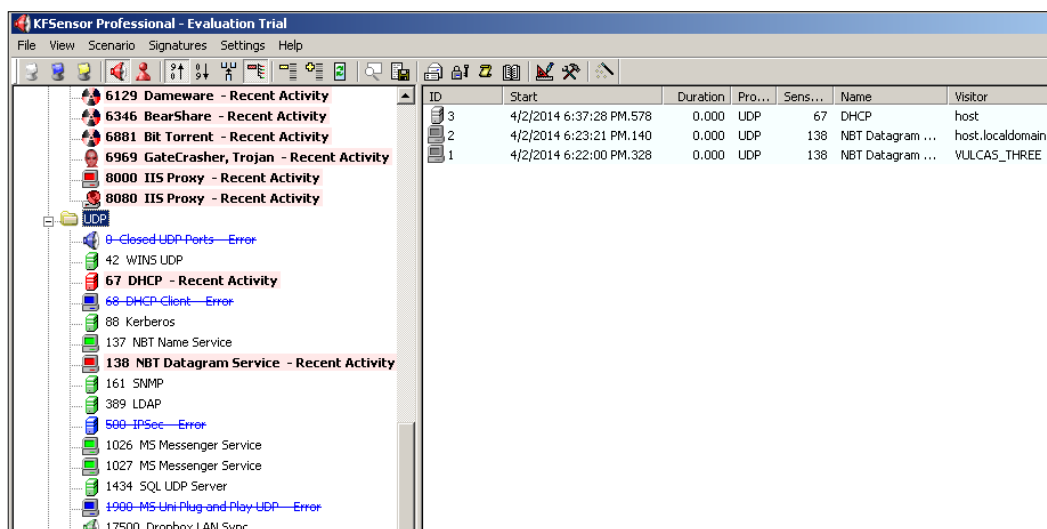 KFSensor Professional - Evaluation Trial
File View Scenario Signatures Settings Help
6129 Dameware - Recent Activity
6346 BearShare - Recent Activity
6881 Bit Torrent - Recent Activity
6969 GateCrasher, Trojan - Recent Activity
8000 IIS Proxy - Recent Activity
8080 IIS Proxy - Recent Activity
UDP
0 Closed UDP Ports - Error
42 WINS UDP
67 DHCP - Recent Activity
68 DHCP Client - Error
88 Kerberos
137 NBT Name Service
138 NBT Datagram Service - Recent Activity
161 SNMP
389 LDAP
500 IPSec - Error
1026 MS Messenger Service
1027 MS Messenger Service
1434 SQL UDP Server
1900 MS Uni Plug and Play UDP - Error
17500 Dropbox LAN Sync
ID Start Duration Pro... Sens... Name Visitor
3 4/2/2014 6:37:28 PM.578 0.000 UDP 67 DHCP host
2 4/2/2014 6:23:21 PM.140 0.000 UDP 138 NBT Datagram ... host.localdomain
1 4/2/2014 6:22:00 PM.328 0.000 UDP 138 NBT Datagram ... VULCAS_THREE